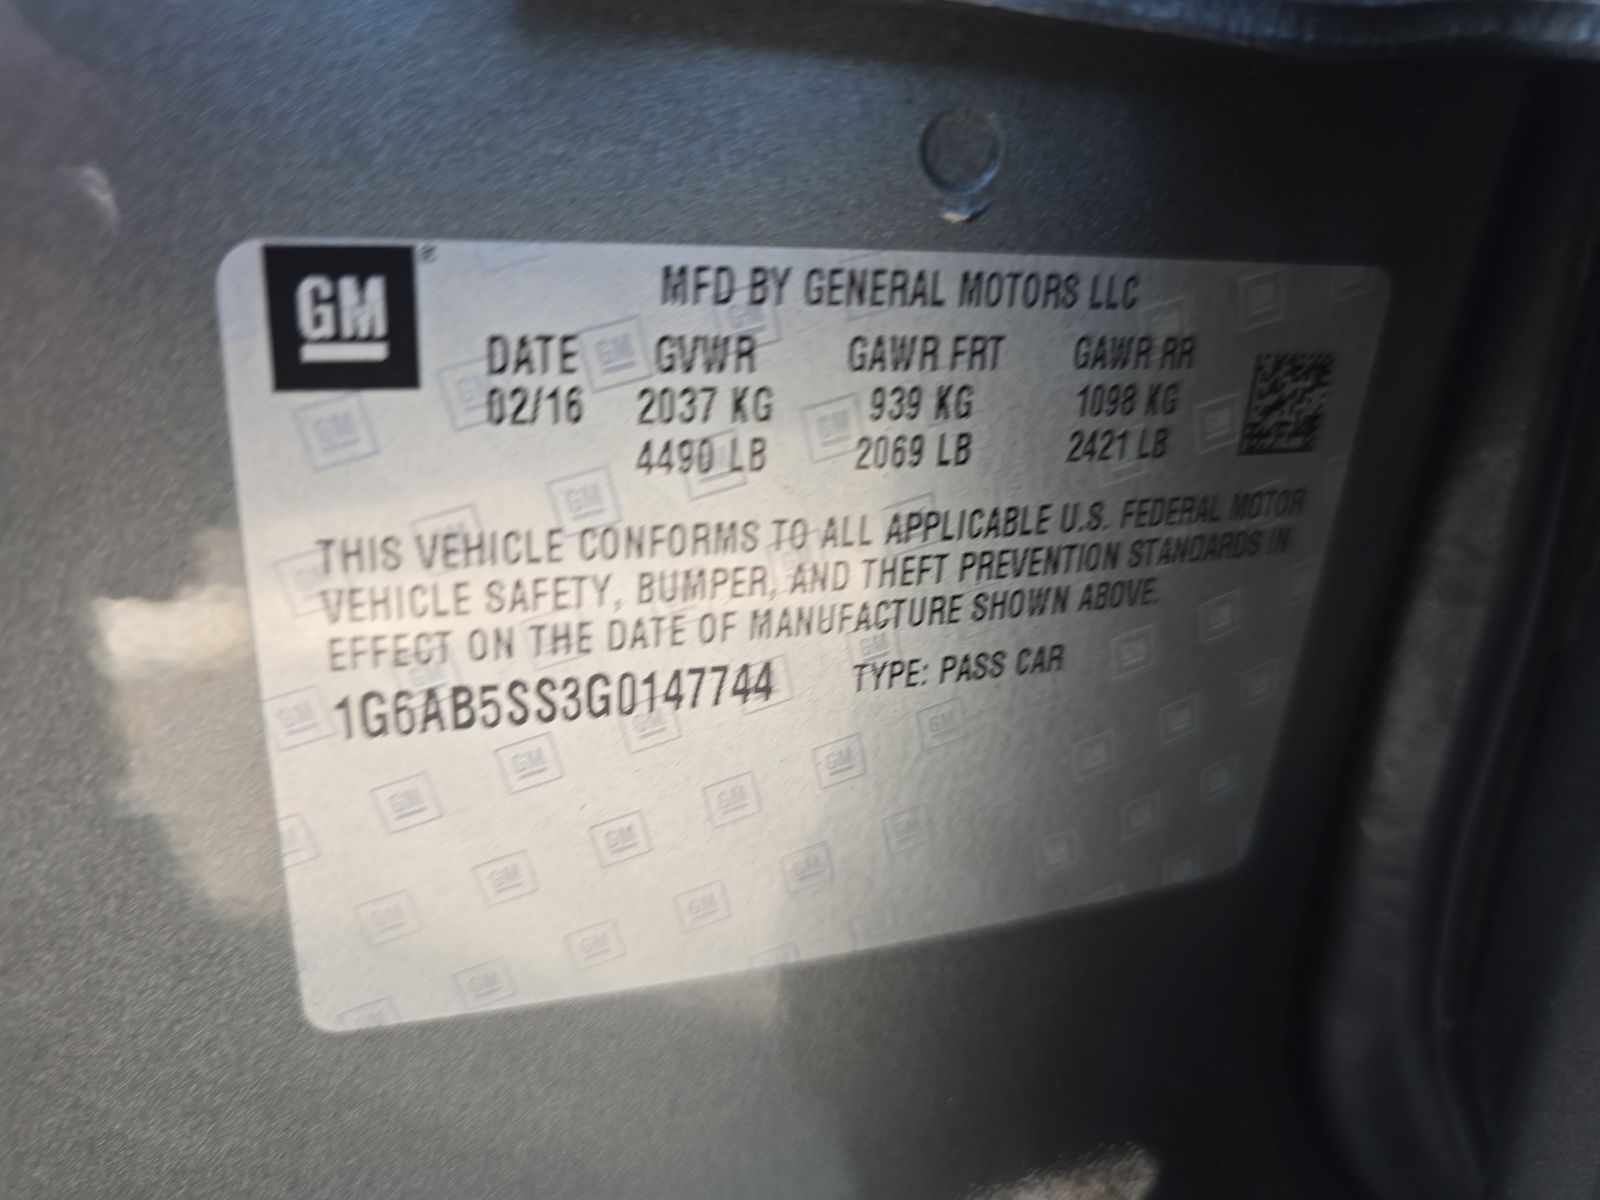 GM
MFD BY GENERAL MOTORS LLC
DATE GVWR GAWR FRT GAWR RR
02/16 2037 KG 939 KG 1098 KG
4490 LB 2069 LB 2421 LB
THIS VEHICLE CONFORMS TO ALL APPLICABLE U.S. FEDERAL MOTOR
VEHICLE SAFETY, BUMPER, AND THEFT PREVENTION STANDARDS IN
EFFECT ON THE DATE OF MANUFACTURE SHOWN ABOVE.
1G6AB5SS3G0147744 TYPE: PASS CAR